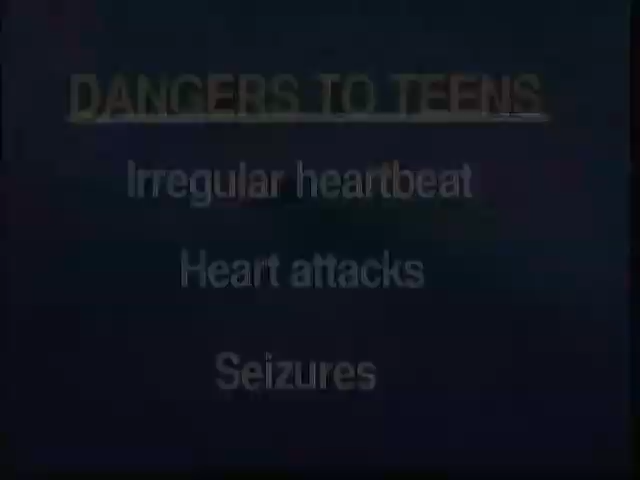 DANGERS TO TEENS
Irregular heartbeat
Heart attacks
Seizures